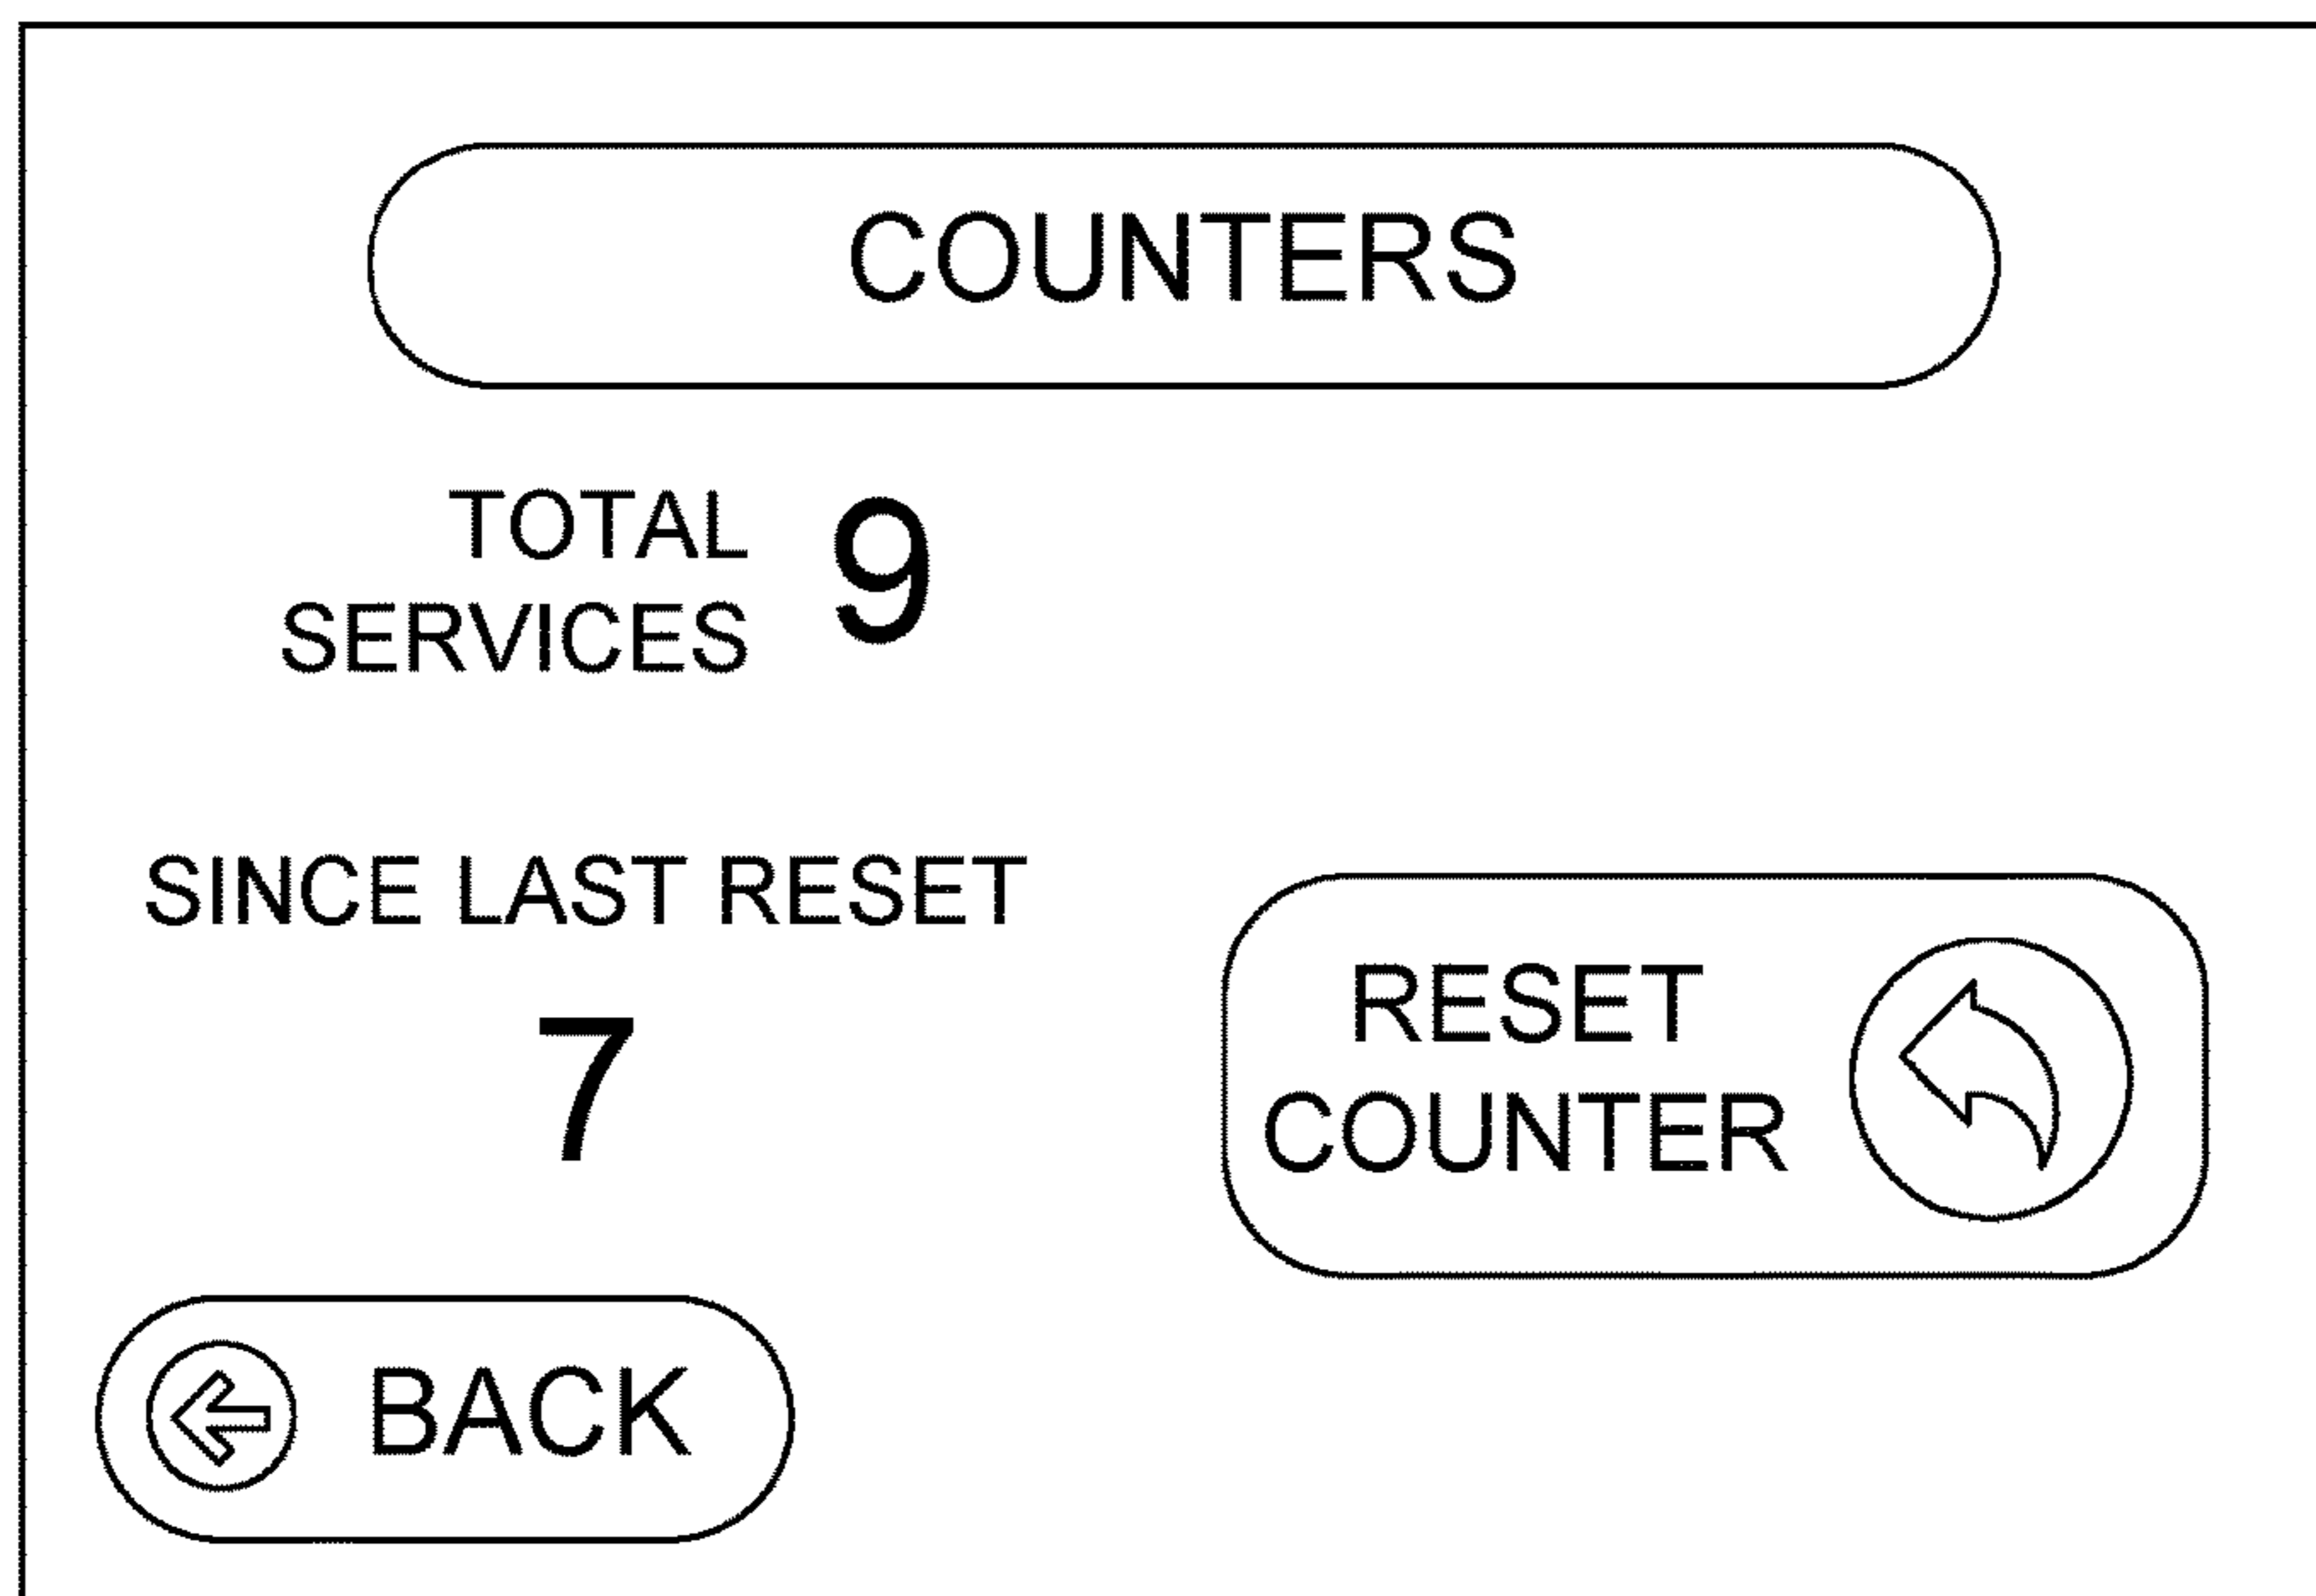 COUNTERS
TOTAL
SERVICES
9
SINCE LAST RESET
7
RESET
COUNTER
BACK